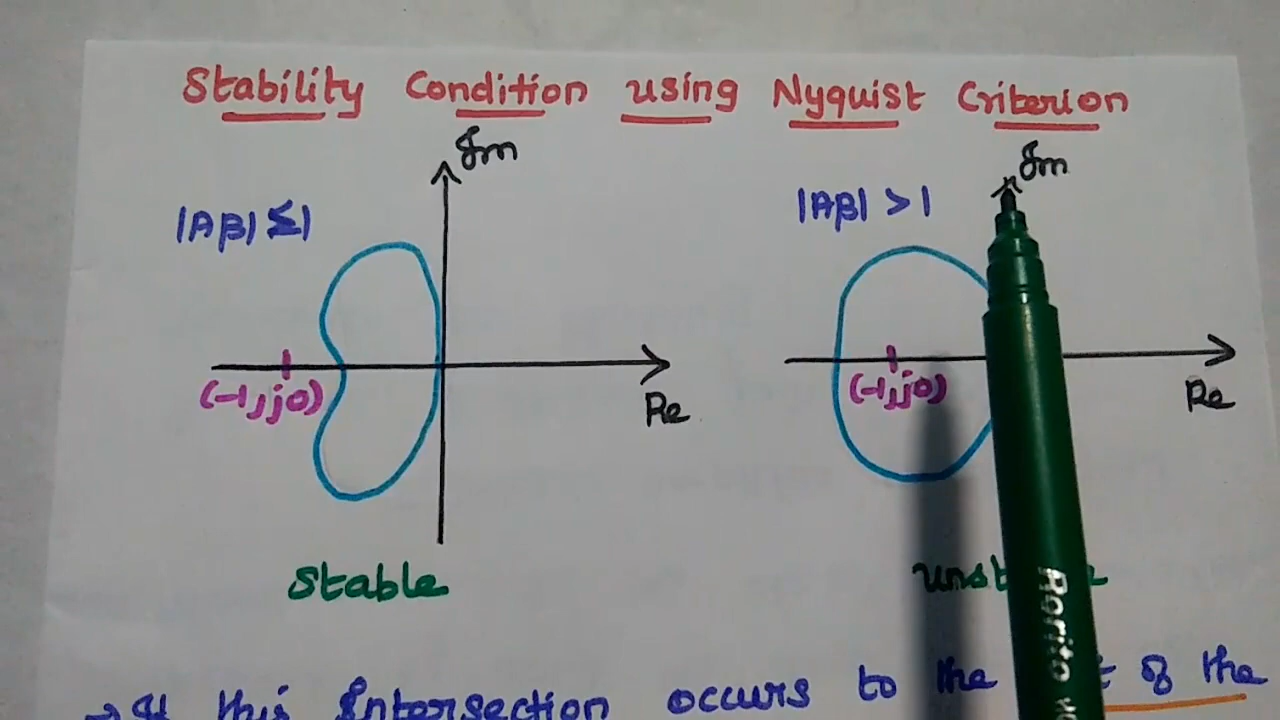 Stability Condition using Nyquist Criterion
Im
|Aβ| ≤ 1
(-1, j0)
Re
Stable
Im
|Aβ| > 1
(-1, j0)
Re
→ If this intersection occurs to the of the